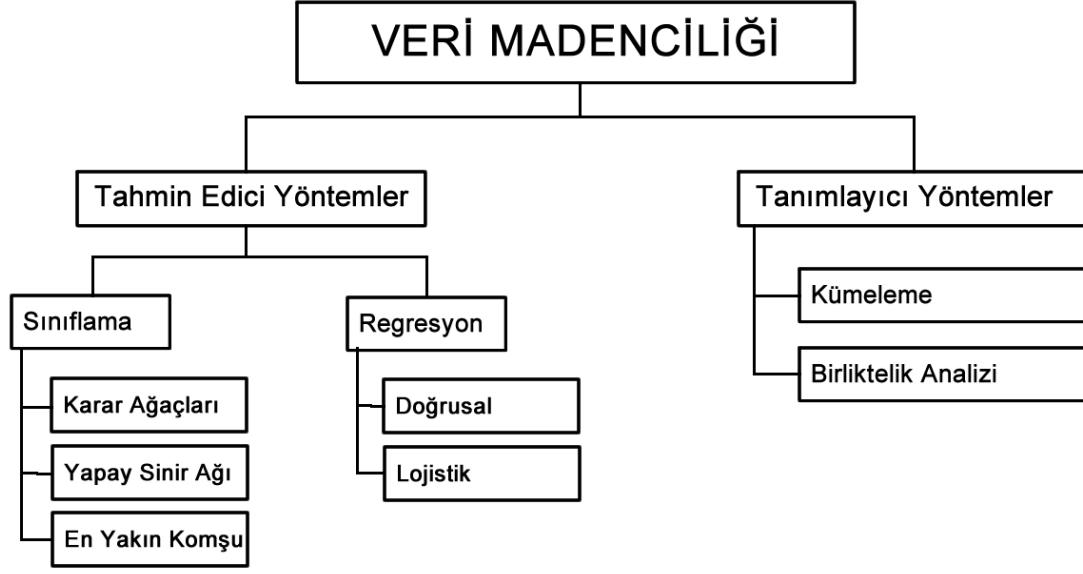 VERİ MADENCİLİĞİ
Tahmin Edici Yöntemler
Tanımlayıcı Yöntemler
Sınıflama
Karar Ağaçları
Yapay Sinir Ağı
En Yakın Komşu
Regresyon
Doğrusal
Lojistik
Kümeleme
Birliktelik Analizi